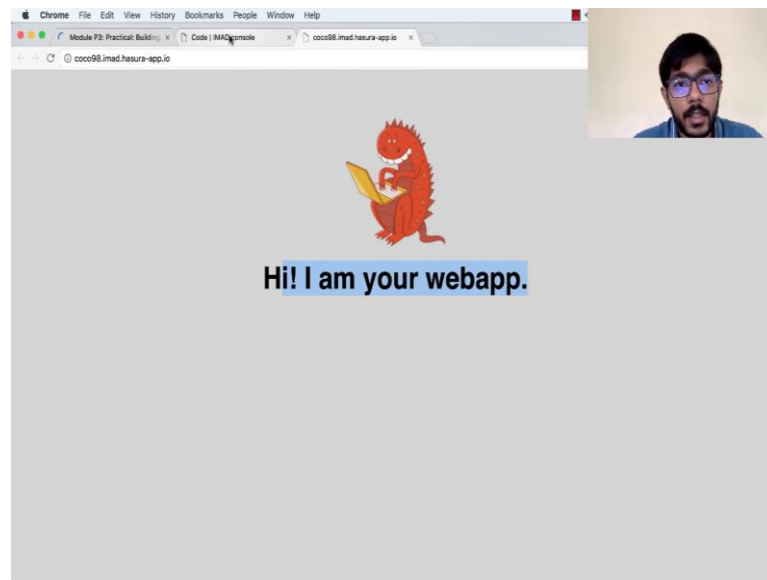 Chrome File Edit View History Bookmarks People Window Help
Module P3: Practical: Building Code | IMAD console coco98.imad.hasura-app.io
coco98.imad.hasura-app.io
Hi! I am your webapp.